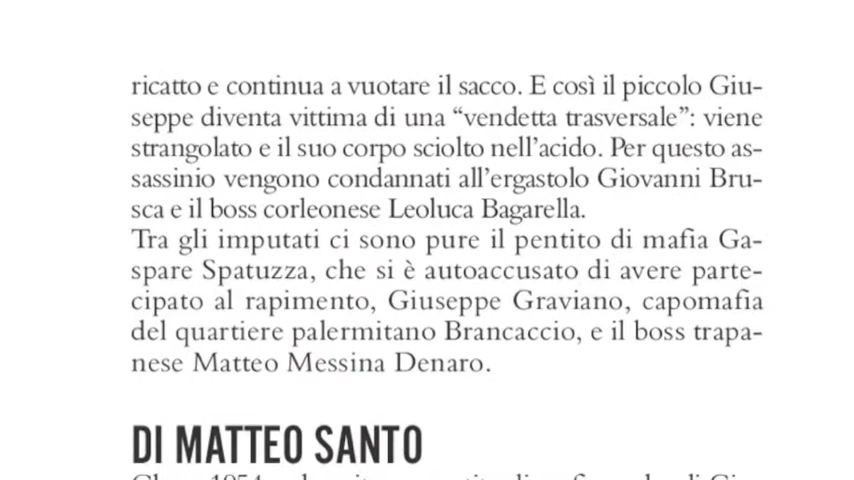 ricatto e continua a vuotare il sacco. E così il piccolo Giu-
seppe diventa vittima di una “vendetta trasversale”: viene
strangolato e il suo corpo sciolto nell’acido. Per questo as-
sassinio vengono condannati all’ergastolo Giovanni Bru-
sca e il boss corleonese Leoluca Bagarella.
Tra gli imputati ci sono pure il pentito di mafia Ga-
spare Spatuzza, che si è autoaccusato di avere parte-
cipato al rapimento, Giuseppe Graviano, capomafia
del quartiere palermitano Brancaccio, e il boss trapa-
nese Matteo Messina Denaro.
DI MATTEO SANTO